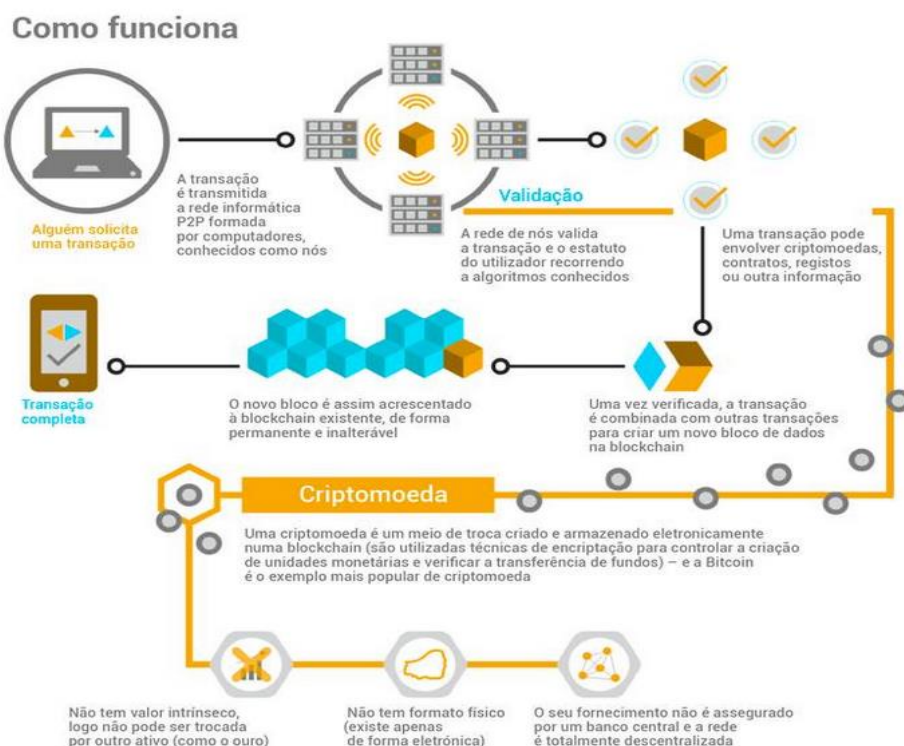 Como funciona
Alguém solicita
uma transação
A transação
é transmitida
a rede informática
P2P formada
por computadores,
conhecidos como nós
Validação
A rede de nós valida
a transação e o estatuto
do utilizador recorrendo
a algoritmos conhecidos
Uma transação pode
envolver criptomoedas,
contratos, registos
ou outra informação
Uma vez verificada, a transação
é combinada com outras transações
para criar um novo bloco de dados
na blockchain
O novo bloco é assim acrescentado
à blockchain existente, de forma
permanente e inalterável
Transação
completa
Criptomoeda
Uma criptomoeda é um meio de troca criado e armazenado eletronicamente
numa blockchain (são utilizadas técnicas de encriptação para controlar a criação
de unidades monetárias e verificar a transferência de fundos) – e a Bitcoin
é o exemplo mais popular de criptomoeda
Não tem valor intrínseco,
logo não pode ser trocada
por outro ativo (como o ouro)
Não tem formato físico
(existe apenas
de forma eletrónica)
O seu fornecimento não é assegurado
por um banco central e a rede
é totalmente descentralizada